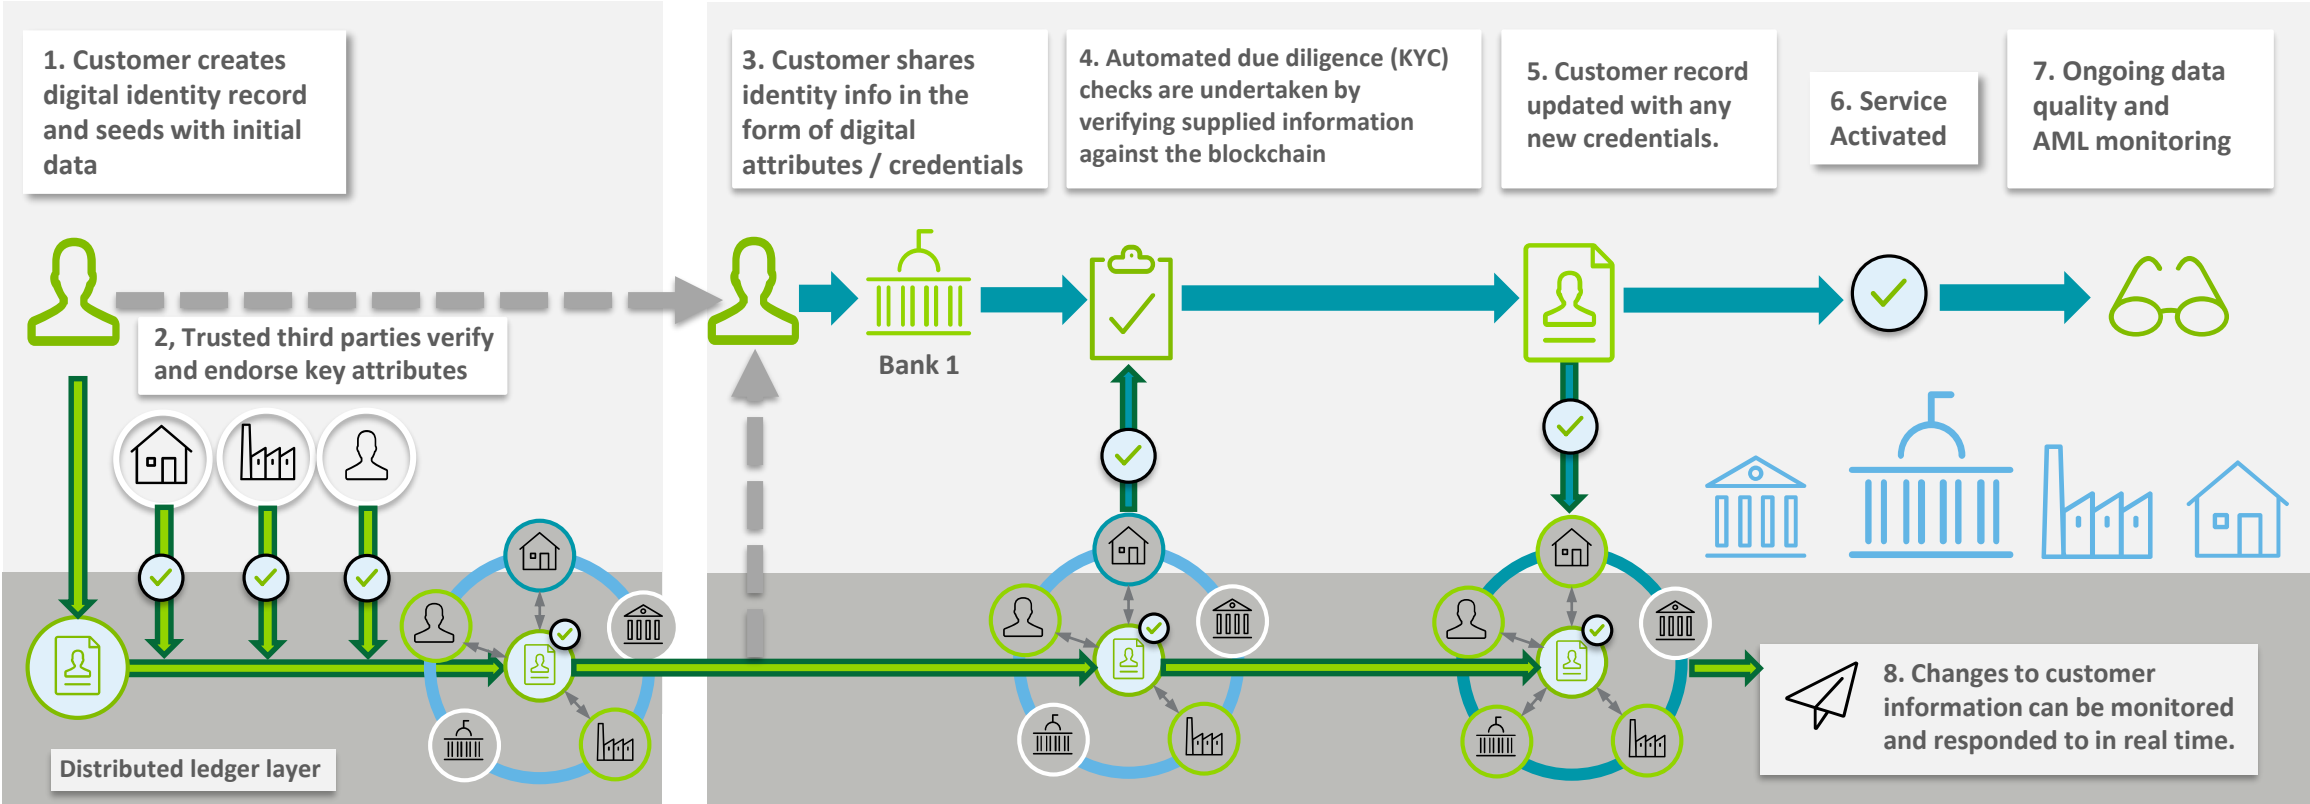 1. Customer creates
digital identity record
and seeds with initial
data
2, Trusted third parties verify
and endorse key attributes
3. Customer shares
identity info in the
form of digital
attributes / credentials
4. Automated due diligence (KYC)
checks are undertaken by
verifying supplied information
against the blockchain
5. Customer record
updated with any
new credentials.
6. Service
Activated
7. Ongoing data
quality and
AML monitoring
Bank 1
8. Changes to customer
information can be monitored
and responded to in real time.
Distributed ledger layer